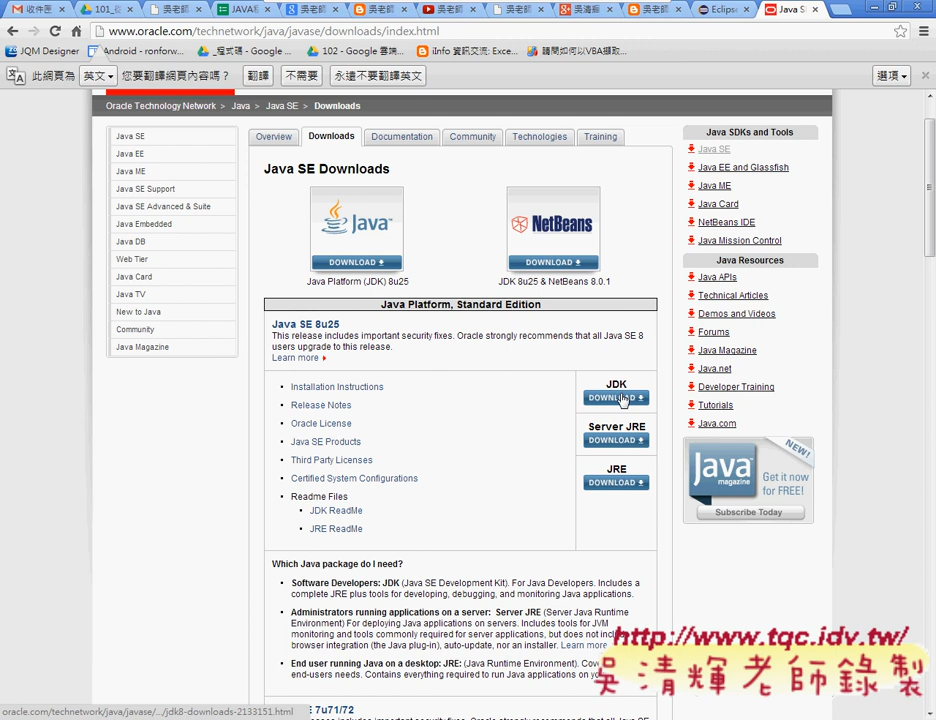 收件匣
101_從
吳老師
JAVA
吳老師
吳老師
吳老師
吳老師
吳清輝
吳老師
Eclipse
Java S
www.oracle.com/technetwork/java/javase/downloads/index.html
JQM Designer
Android - ronforw...
_程式碼 - Google ...
102 - Google 雲端...
iInfo 資訊交流: Exce...
請問如何以VBA擷取...
此網頁為 英文 您要翻譯網頁內容嗎？ 翻譯 不需要 永遠不要翻譯英文 選項
Oracle Technology Network > Java > Java SE > Downloads
Java SE
Java EE
Java ME
Java SE Support
Java SE Advanced & Suite
Java Embedded
Java DB
Web Tier
Java Card
Java TV
New to Java
Community
Java Magazine
Overview Downloads Documentation Community Technologies Training
Java SE Downloads
Java
DOWNLOAD
Java Platform (JDK) 8u25
NetBeans
DOWNLOAD
JDK 8u25 & NetBeans 8.0.1
Java Platform, Standard Edition
Java SE 8u25
This release includes important security fixes. Oracle strongly recommends that all Java SE 8
users upgrade to this release.
Learn more
Installation Instructions
Release Notes
Oracle License
Java SE Products
Third Party Licenses
Certified System Configurations
Readme Files
JDK ReadMe
JRE ReadMe
JDK
DOWNLOAD
Server JRE
DOWNLOAD
JRE
DOWNLOAD
Which Java package do I need?
Software Developers: JDK (Java SE Development Kit). For Java Developers. Includes a
complete JRE plus tools for developing, debugging, and monitoring Java applications.
Administrators running applications on a server: Server JRE (Server Java Runtime
Environment) For deploying Java applications on servers. Includes tools for JVM
monitoring and tools commonly required for server applications, but does not inclu
browser integration (the Java plug-in), auto-update, nor an installer. Learn more
End user running Java on a desktop: JRE: (Java Runtime Environment). Cov
end-users needs. Contains everything required to run Java applications on yo
7u71/72
Java SDKs and Tools
Java SE
Java EE and Glassfish
Java ME
Java Card
NetBeans IDE
Java Mission Control
Java Resources
Java APIs
Technical Articles
Demos and Videos
Forums
Java Magazine
Java.net
Developer Training
Tutorials
Java.com
NEW!
Java magazine
Get it now
for FREE!
Subscribe Today
http://www.tqc.idv.tw/
吳清輝老師錄製
oracle.com/technetwork/java/javase/.../jdk8-downloads-2133151.html